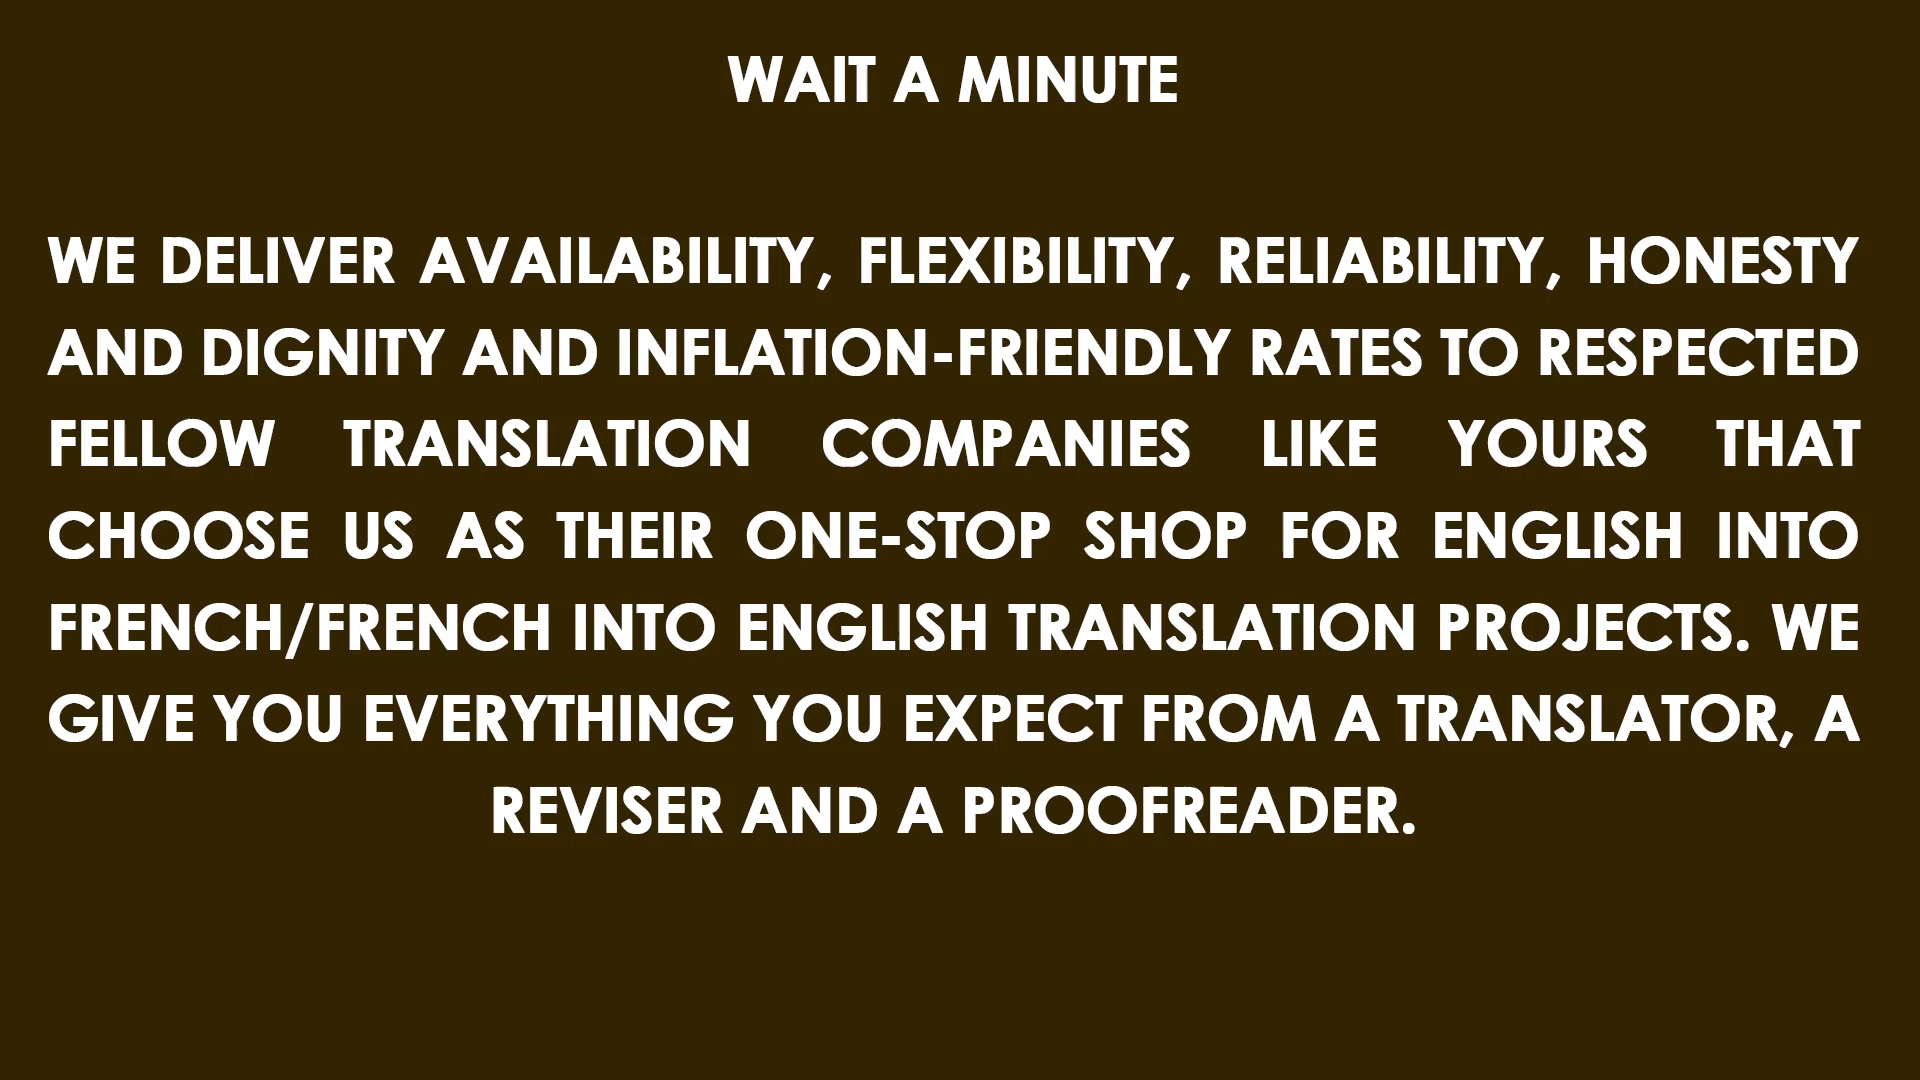 WAIT A MINUTE
WE DELIVER AVAILABILITY, FLEXIBILITY, RELIABILITY, HONESTY
AND DIGNITY AND INFLATION-FRIENDLY RATES TO RESPECTED
FELLOW TRANSLATION COMPANIES LIKE YOURS THAT
CHOOSE US AS THEIR ONE-STOP SHOP FOR ENGLISH INTO
FRENCH/FRENCH INTO ENGLISH TRANSLATION PROJECTS. WE
GIVE YOU EVERYTHING YOU EXPECT FROM A TRANSLATOR, A
REVISER AND A PROOFREADER.